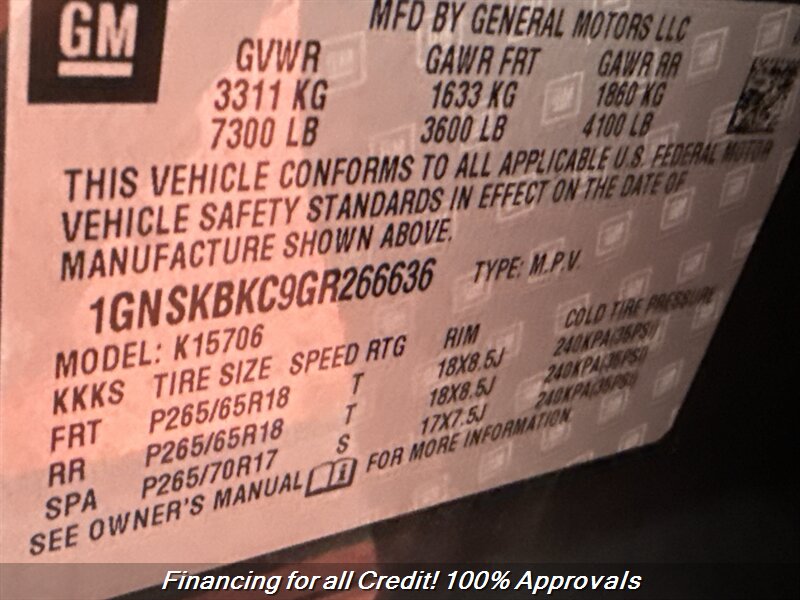 GM
MFD BY GENERAL MOTORS LLC
GVWR GAWR FRT GAWR RR
3311 KG 1633 KG 1860 KG
7300 LB 3600 LB 4100 LB
THIS VEHICLE CONFORMS TO ALL APPLICABLE U.S. FEDERAL MOTOR
VEHICLE SAFETY STANDARDS IN EFFECT ON THE DATE OF
MANUFACTURE SHOWN ABOVE.
1GNSKBKC9GR266636 TYPE: M.P.V.
MODEL: K15706
KKKS TIRE SIZE SPEED RTG RIM COLD TIRE PRESSURE
FRT P265/65R18 T 18X8.5J 240KPA(35PSI)
RR P265/65R18 T 18X8.5J 240KPA(35PSI)
SPA P265/70R17 S 17X7.5J 240KPA(35PSI)
SEE OWNER'S MANUAL FOR MORE INFORMATION
Financing for all Credit! 100% Approvals